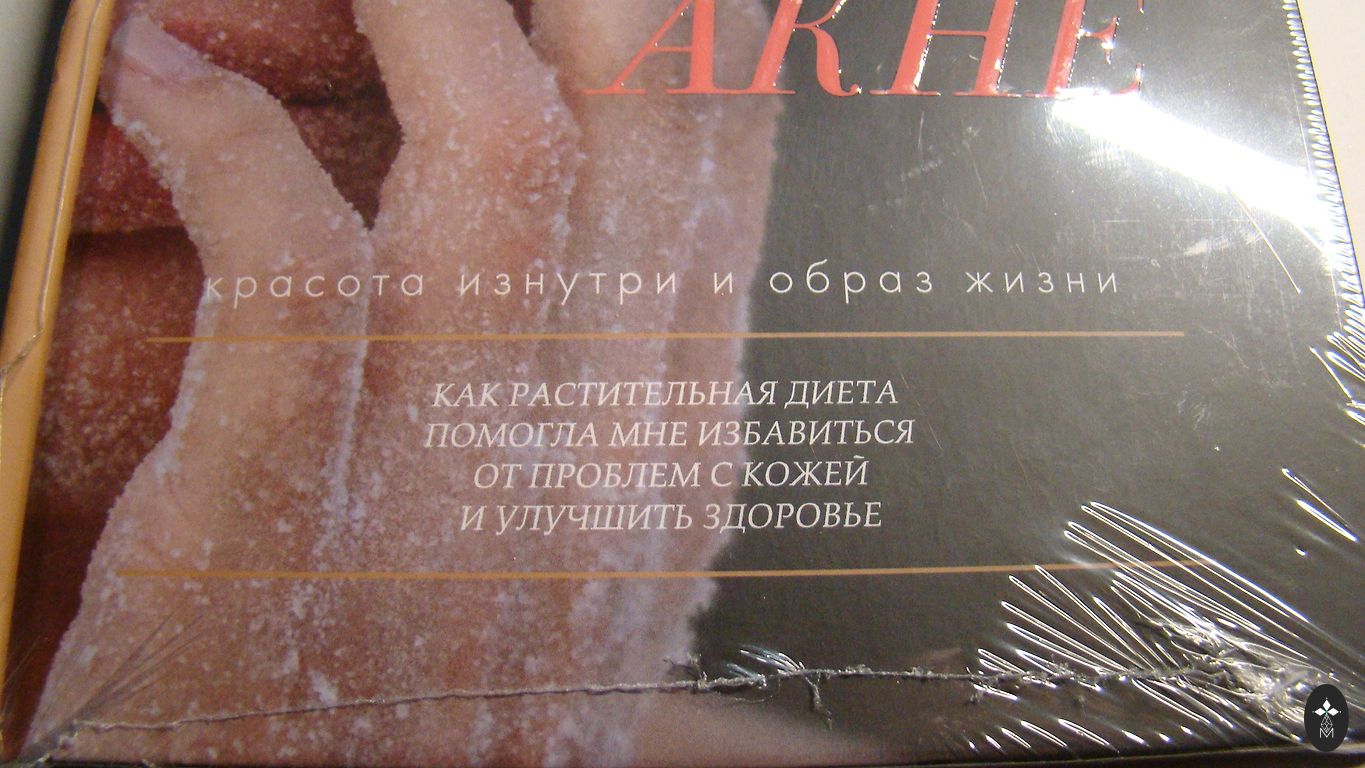 АКНЕ
красота изнутри и образ жизни
КАК РАСТИТЕЛЬНАЯ ДИЕТА
ПОМОГЛА МНЕ ИЗБАВИТЬСЯ
ОТ ПРОБЛЕМ С КОЖЕЙ
И УЛУЧШИТЬ ЗДОРОВЬЕ
M